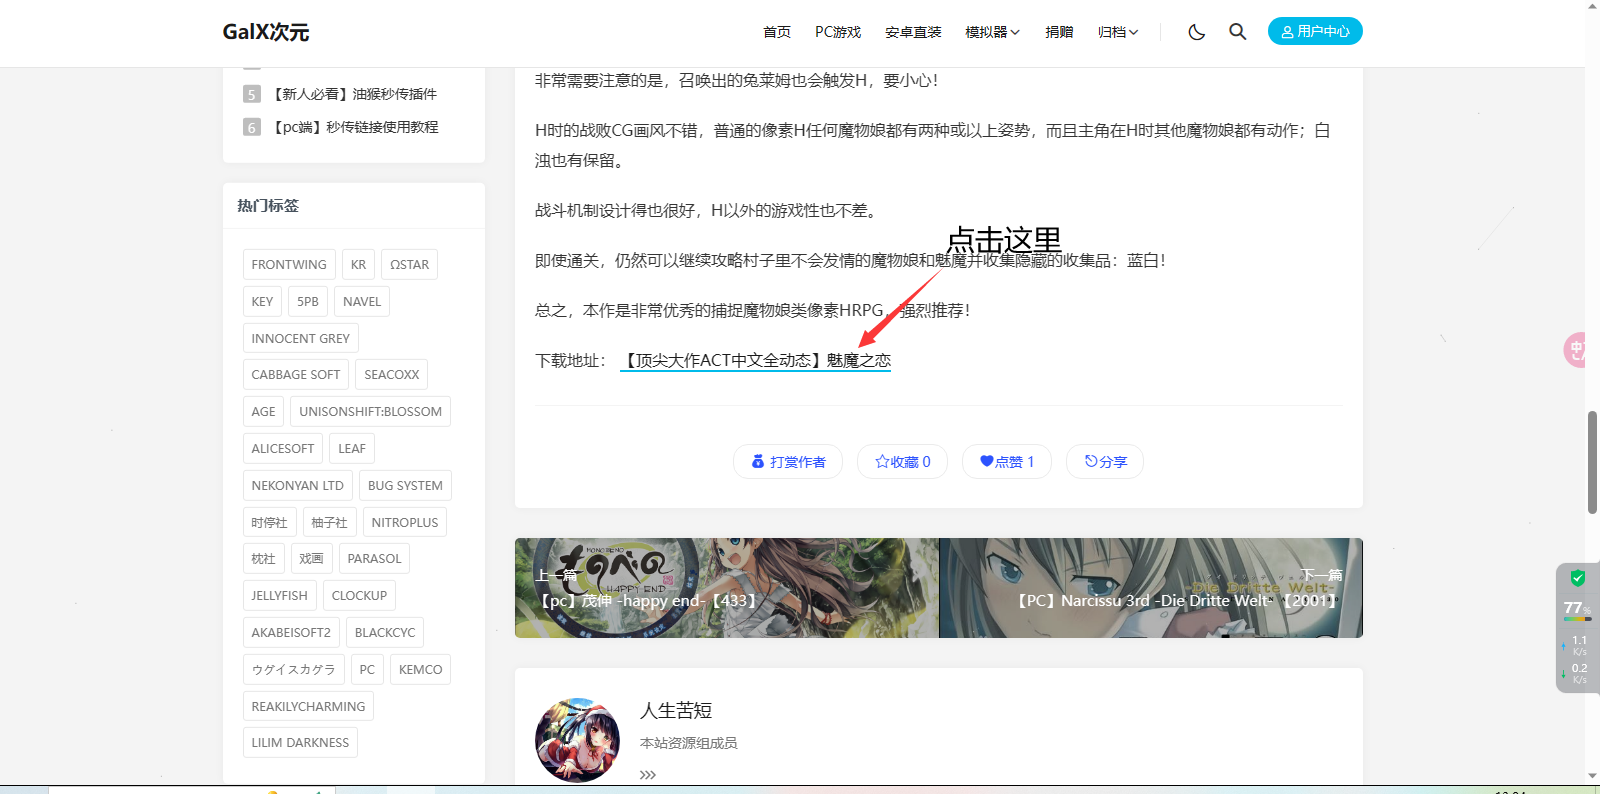 GalX次元
首页 PC游戏 安卓直装 模拟器 捐赠 归档 用户中心
5 【新人必看】油猴秒传插件
6 【pc端】秒传链接使用教程
热门标签
FRONTWING KR ΩSTAR
KEY 5PB NAVEL
INNOCENT GREY
CABBAGE SOFT SEACOXX
AGE UNISONSHIFT:BLOSSOM
ALICESOFT LEAF
NEKONYAN LTD BUG SYSTEM
时停社 柚子社 NITROPLUS
枕社 戏画 PARASOL
JELLYFISH CLOCKUP
AKABEISOFT2 BLACKCYC
ウグイスカグラ PC KEMCO
REAKILYCHARMING
LILIM DARKNESS
非常需要注意的是，召唤出的兔莱姆也会触发H，要小心！
H时的战败CG画风不错，普通的像素H任何魔物娘都有两种或以上姿势，而且主角在H时其他魔物娘都有动作；白
浊也有保留。
战斗机制设计得也很好，H以外的游戏性也不差。
点击这里
即使通关，仍然可以继续攻略村子里不会发情的魔物娘和魅魔并收集隐藏的收集品：蓝白！
总之，本作是非常优秀的捕捉魔物娘类像素HRPG，强烈推荐！
下载地址：【顶尖大作ACT中文全动态】魅魔之恋
打赏作者 收藏 0 点赞 1 分享
HAPPY END
上一篇
【pc】茂伸 -happy end-【433】
下一篇
-Die Dritte Welt-
【PC】Narcissu 3rd -Die Dritte Welt-【2001】
人生苦短
本站资源组成员
77%
1.1
K/s
0.2
K/s